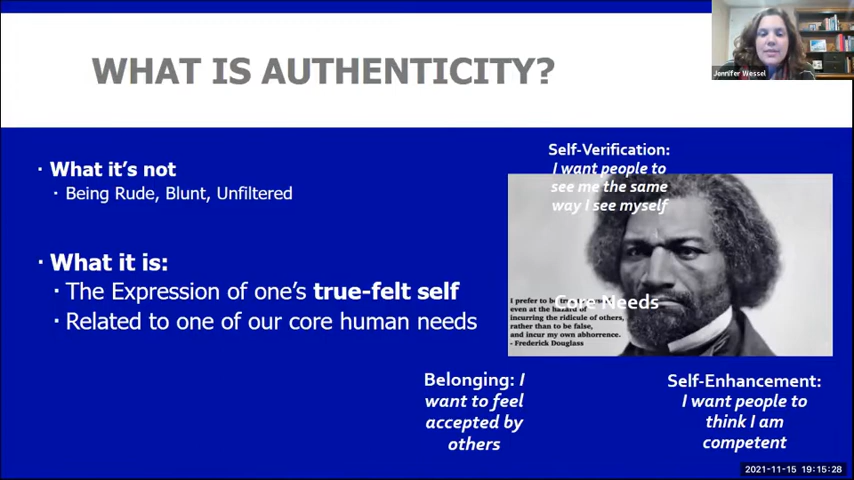 WHAT IS AUTHENTICITY?
Jennifer Wessel
· What it's not
· Being Rude, Blunt, Unfiltered
· What it is:
· The Expression of one's true-felt self
· Related to one of our core human needs
Self-Verification:
I want people to
see me the same
way I see myself
Core Needs
I prefer to be
even at the hazard of
incurring the ridicule of others,
rather than to be false,
and incur my own abhorrence.
- Frederick Douglass
Belonging: I
want to feel
accepted by
others
Self-Enhancement:
I want people to
think I am
competent
2021-11-15 19:15:28